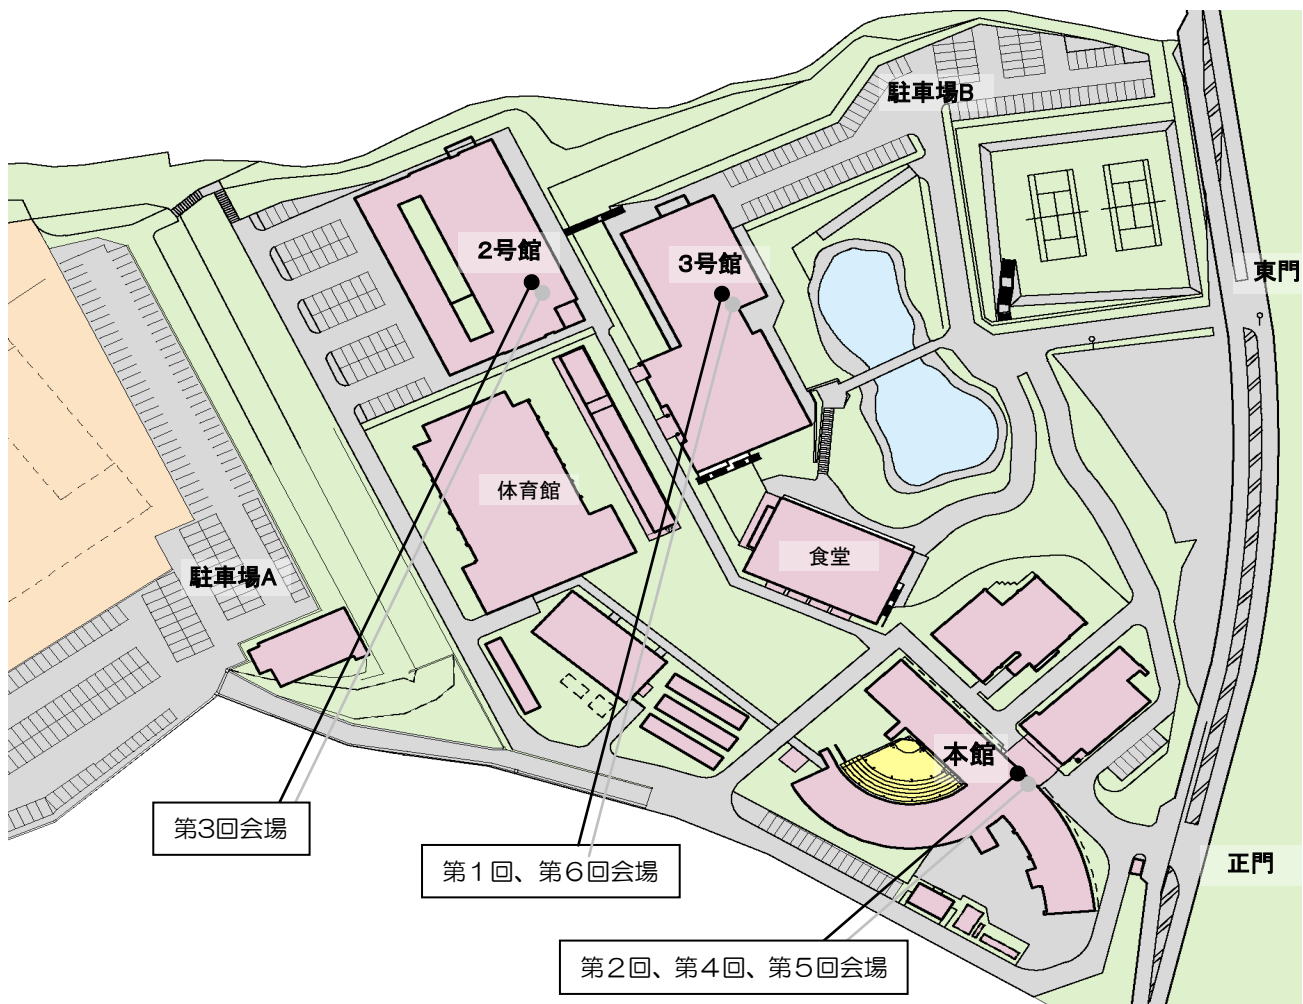 駐車場B
2号館
3号館
東門
体育館
食堂
駐車場A
本館
第3回会場
第1回、第6回会場
正門
第2回、第4回、第5回会場